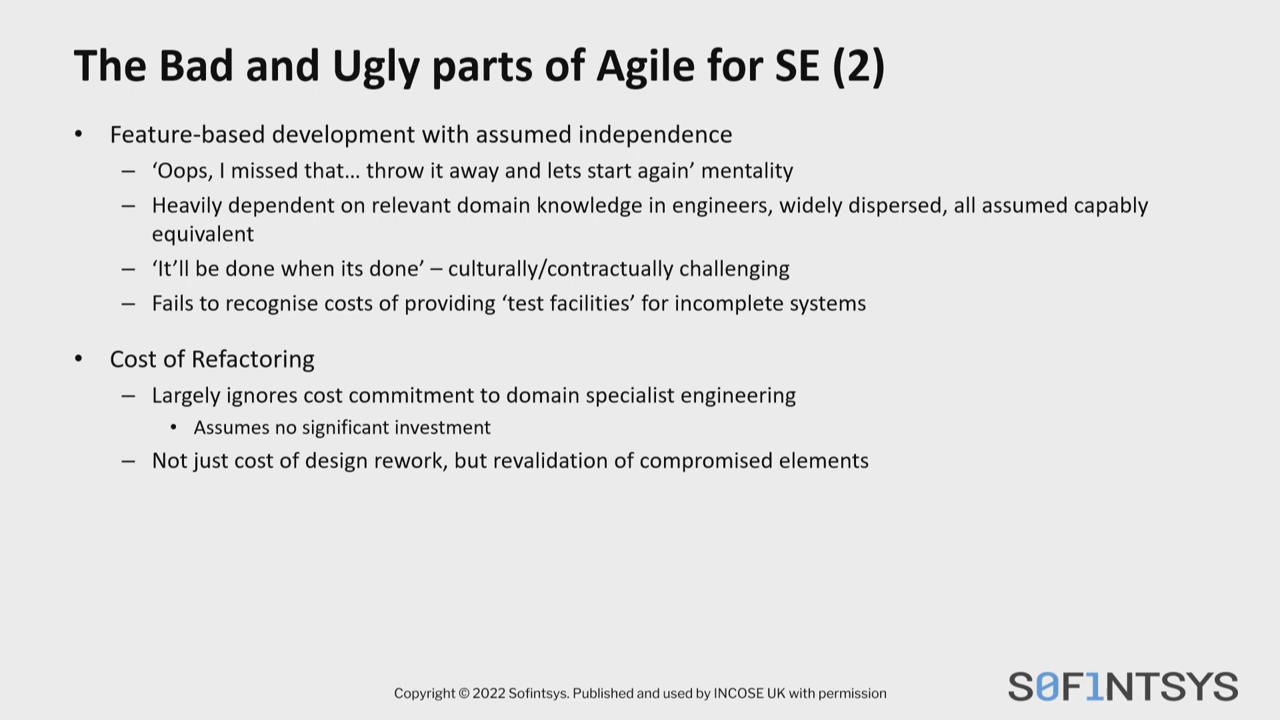 The Bad and Ugly parts of Agile for SE (2)
• Feature-based development with assumed independence
– ‘Oops, I missed that… throw it away and lets start again’ mentality
– Heavily dependent on relevant domain knowledge in engineers, widely dispersed, all assumed capably
equivalent
– ‘It’ll be done when its done’ – culturally/contractually challenging
– Fails to recognise costs of providing ‘test facilities’ for incomplete systems
• Cost of Refactoring
– Largely ignores cost commitment to domain specialist engineering
• Assumes no significant investment
– Not just cost of design rework, but revalidation of compromised elements
Copyright © 2022 Sofintsys. Published and used by INCOSE UK with permission
S0F1NTSYS